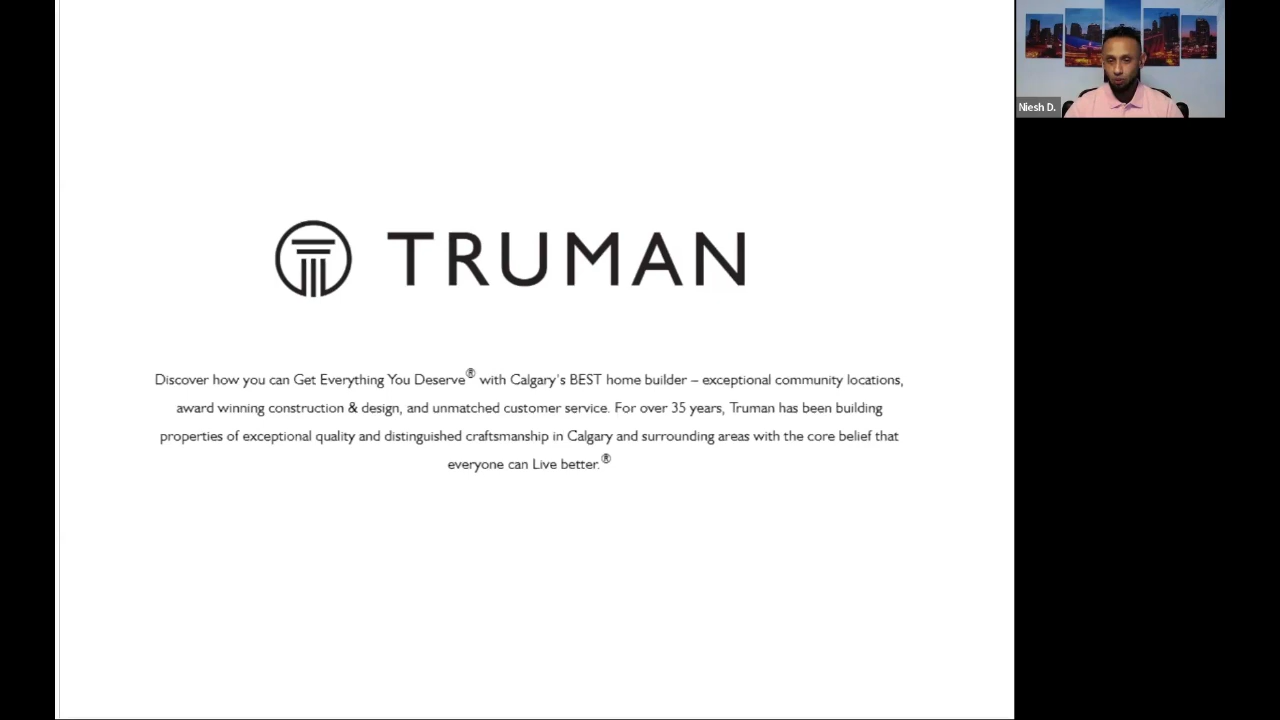 Niesh D.
TRUMAN
Discover how you can Get Everything You Deserve® with Calgary's BEST home builder – exceptional community locations,
award winning construction & design, and unmatched customer service. For over 35 years, Truman has been building
properties of exceptional quality and distinguished craftsmanship in Calgary and surrounding areas with the core belief that
everyone can Live better.®